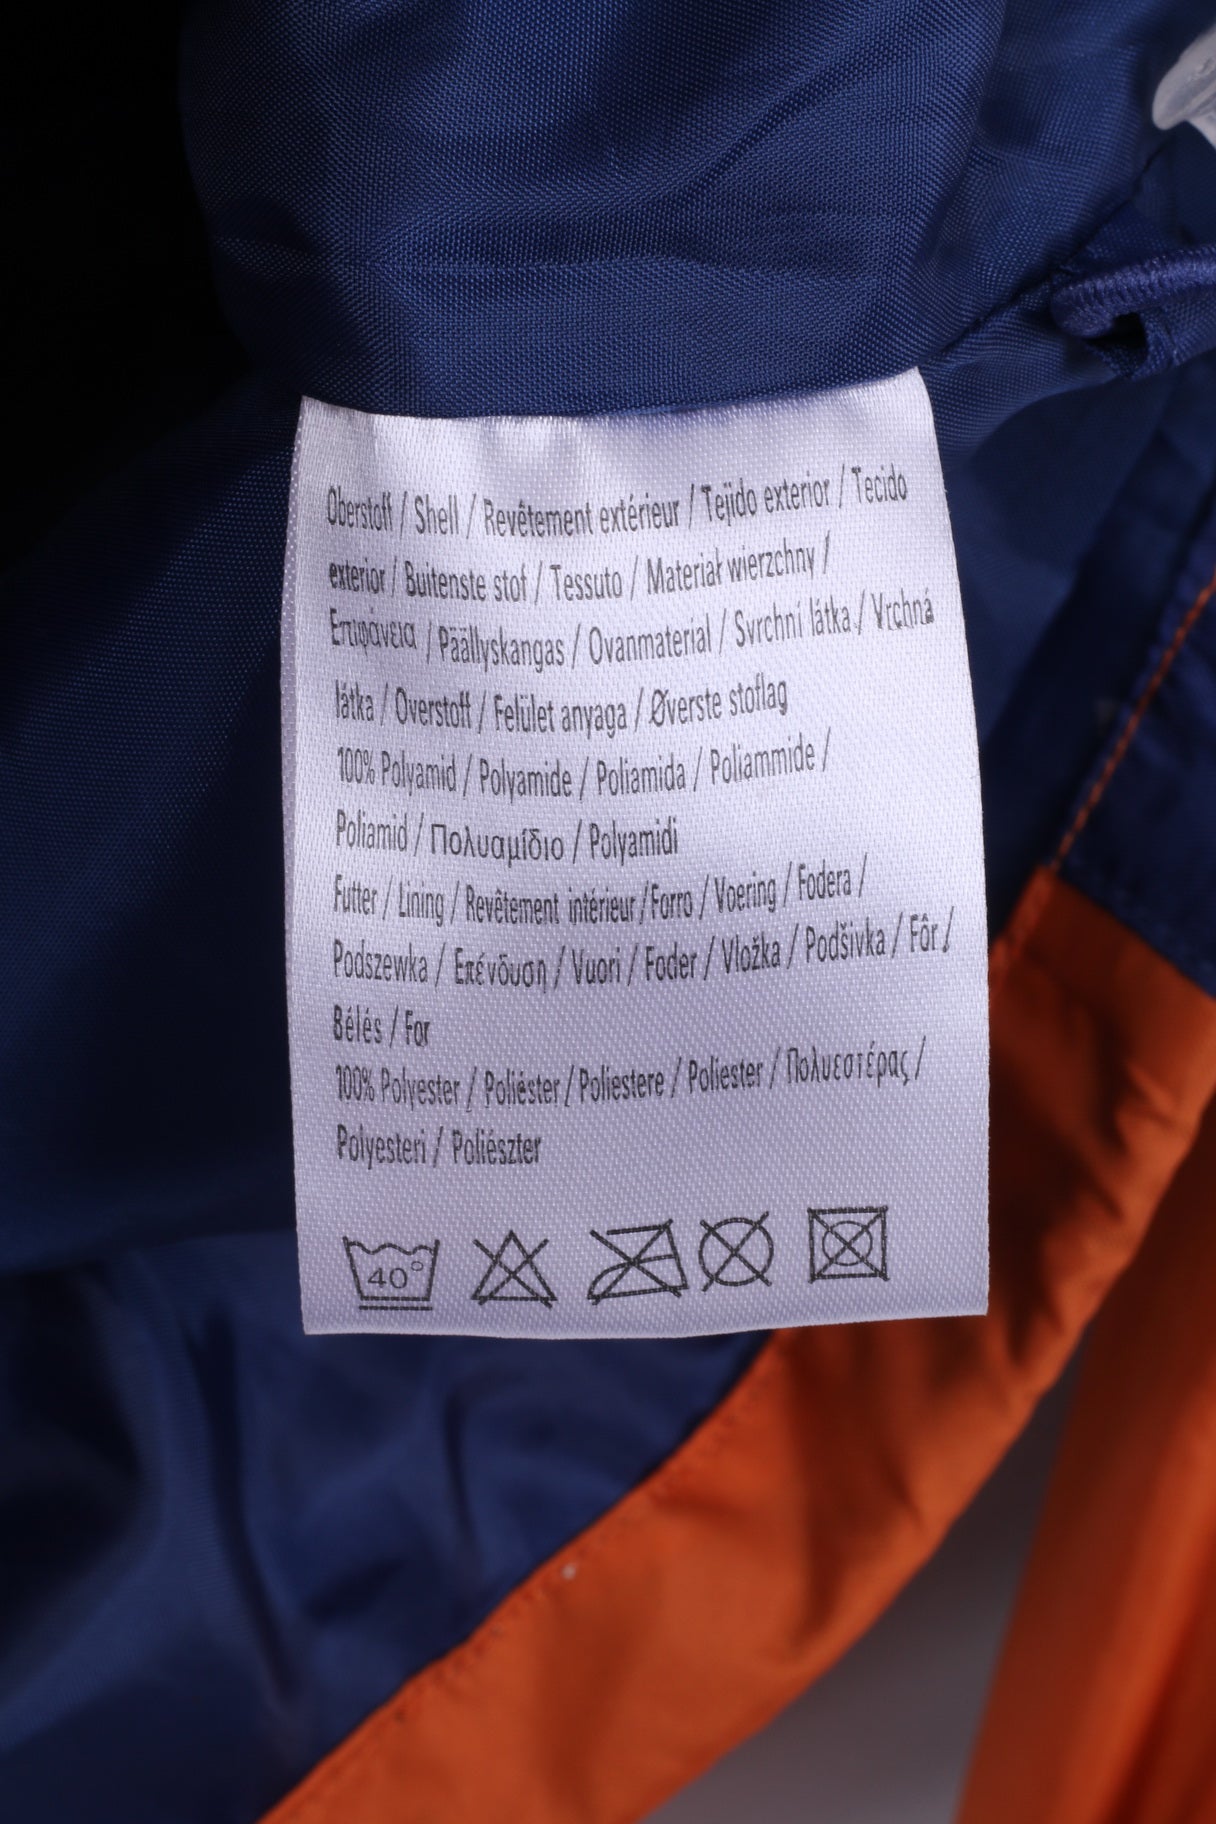 Oberstoff / Shell / Revêtement extérieur / Tejido exterior / Tecido
exterior / Buitenste stof / Tessuto / Materiał wierzchny /
Επιφάνεια / Päällyskangas / Ovanmaterial / Svrchní látka / Vrchná
látka / Overstoff / Felület anyaga / Øverste stoflag
100% Polyamid / Polyamide / Poliamida / Poliammide /
Poliamid / Πολυαμίδιο / Polyamidi
Futter / Lining / Revêtement intérieur /Forro / Voering / Fodera /
Podszewka / Επένδυση / Vuori / Foder / Vložka / Podšívka / Fôr /
Bélés / For
100% Polyester / Poliéster / Poliestere / Poliester / Πολυεστέρας /
Polyesteri / Poliészter
40°